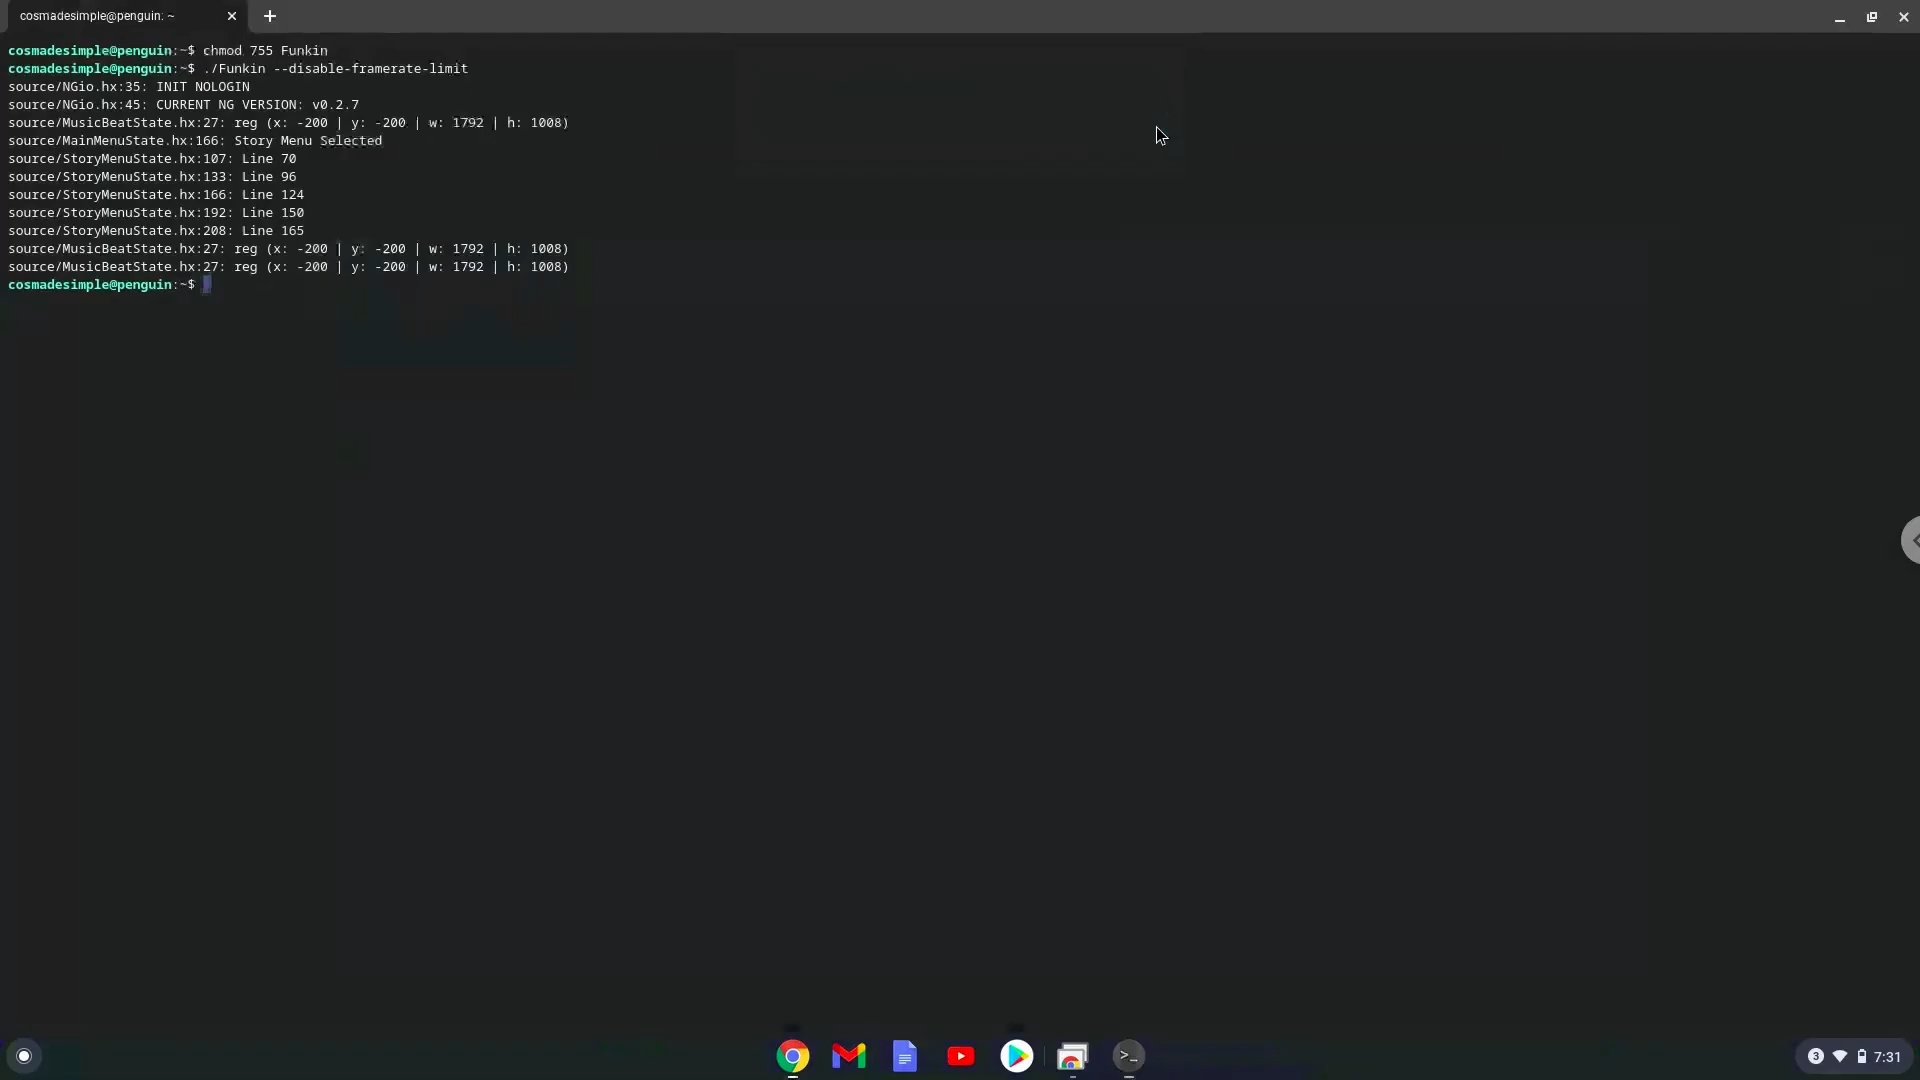 cosmadesimple@penguin: ~
cosmadesimple@penguin:~$ chmod 755 Funkin
cosmadesimple@penguin:~$ ./Funkin --disable-framerate-limit
source/NGio.hx:35: INIT NOLOGIN
source/NGio.hx:45: CURRENT NG VERSION: v0.2.7
source/MusicBeatState.hx:27: reg (x: -200 | y: -200 | w: 1792 | h: 1008)
source/MainMenuState.hx:166: Story Menu Selected
source/StoryMenuState.hx:107: Line 70
source/StoryMenuState.hx:133: Line 96
source/StoryMenuState.hx:166: Line 124
source/StoryMenuState.hx:192: Line 150
source/StoryMenuState.hx:208: Line 165
source/MusicBeatState.hx:27: reg (x: -200 | y: -200 | w: 1792 | h: 1008)
source/MusicBeatState.hx:27: reg (x: -200 | y: -200 | w: 1792 | h: 1008)
cosmadesimple@penguin:~$
3 7:31